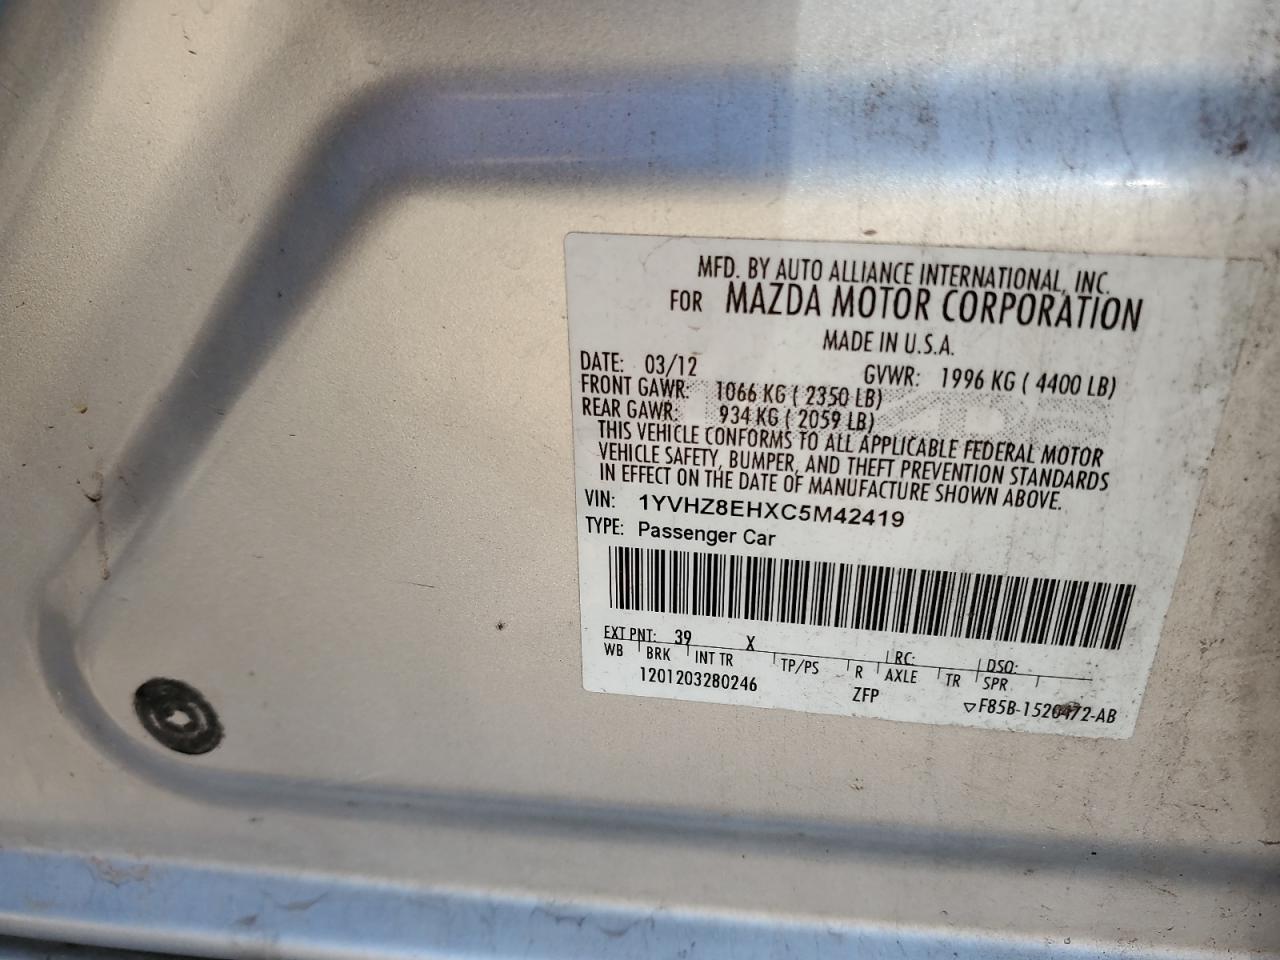 MFD. BY AUTO ALLIANCE INTERNATIONAL, INC.
FOR MAZDA MOTOR CORPORATION
MADE IN U.S.A.
DATE: 03/12 GVWR: 1996 KG ( 4400 LB)
FRONT GAWR: 1066 KG ( 2350 LB)
REAR GAWR: 934 KG ( 2059 LB)
THIS VEHICLE CONFORMS TO ALL APPLICABLE FEDERAL MOTOR
VEHICLE SAFETY, BUMPER, AND THEFT PREVENTION STANDARDS
IN EFFECT ON THE DATE OF MANUFACTURE SHOWN ABOVE.
VIN: 1YVHZ8EHXC5M42419
TYPE: Passenger Car
EXT PNT: 39 X RC: DSO:
WB BRK INT TR TP/PS R AXLE TR SPR
1201203280246 ZFP F85B-1520472-AB